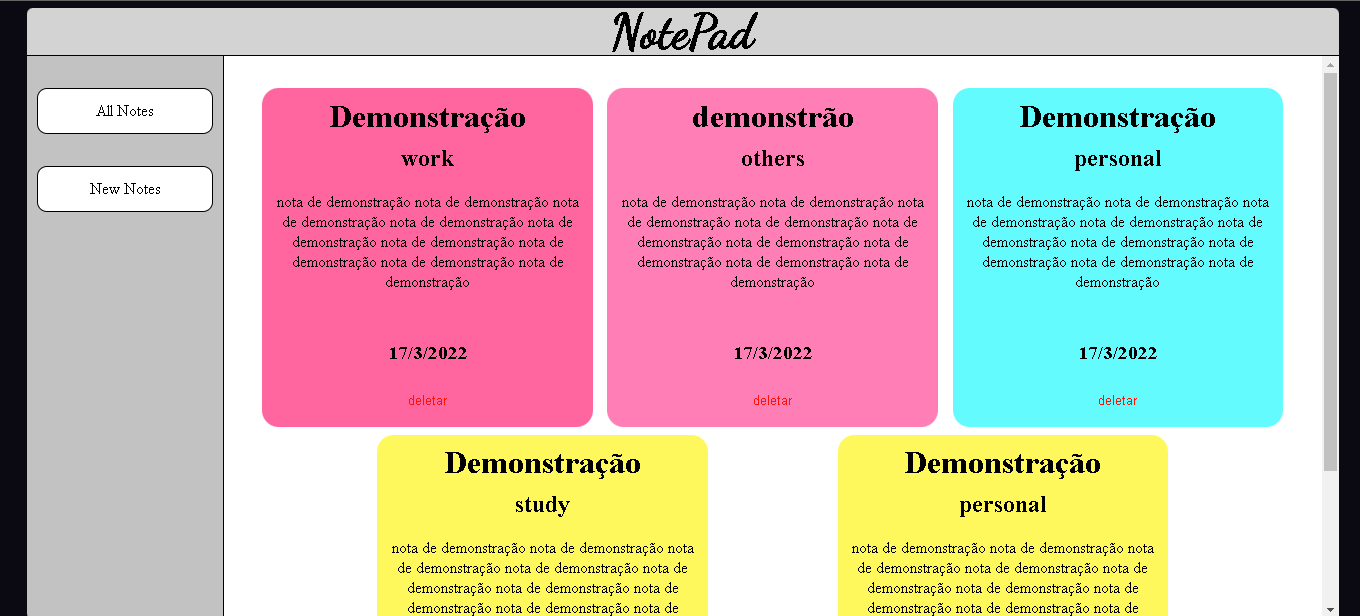 NotePad
All Notes
New Notes
Demonstração
work
nota de demonstração nota de demonstração nota
de demonstração nota de demonstração nota de
demonstração nota de demonstração nota de
demonstração nota de demonstração nota de
demonstração
17/3/2022
deletar
demonstrão
others
nota de demonstração nota de demonstração nota
de demonstração nota de demonstração nota de
demonstração nota de demonstração nota de
demonstração nota de demonstração nota de
demonstração
17/3/2022
deletar
Demonstração
personal
nota de demonstração nota de demonstração nota
de demonstração nota de demonstração nota de
demonstração nota de demonstração nota de
demonstração nota de demonstração nota de
demonstração
17/3/2022
deletar
Demonstração
study
nota de demonstração nota de demonstração nota
de demonstração nota de demonstração nota de
demonstração nota de demonstração nota de
demonstração nota de demonstração nota de
Demonstração
personal
nota de demonstração nota de demonstração nota
de demonstração nota de demonstração nota de
demonstração nota de demonstração nota de
demonstração nota de demonstração nota de